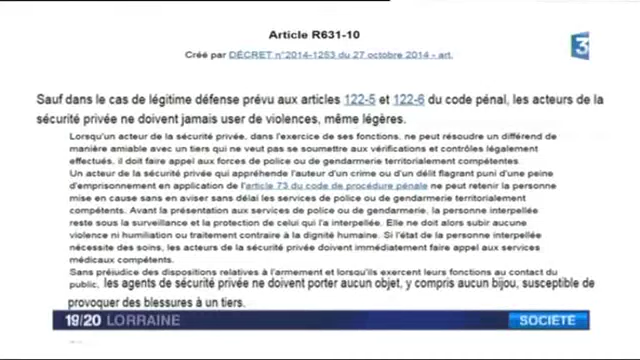 Article R631-10
3
Créé par DÉCRET n°2014-1253 du 27 octobre 2014 - art.
Sauf dans le cas de légitime défense prévu aux articles 122-5 et 122-6 du code pénal, les acteurs de la
sécurité privée ne doivent jamais user de violences, même légères.
Lorsqu'un acteur de la sécurité privée, dans l'exercice de ses fonctions, ne peut résoudre un différend de
manière amiable avec un tiers qui ne veut pas se soumettre aux vérifications et contrôles légalement
effectués, il doit faire appel aux forces de police ou de gendarmerie territorialement compétentes.
Un acteur de la sécurité privée qui appréhende l'auteur d'un crime ou d'un délit flagrant puni d'une peine
d'emprisonnement en application de l'article 73 du code de procédure pénale ne peut retenir la personne
mise en cause sans en aviser sans délai les services de police ou de gendarmerie territorialement
compétents. Avant la présentation aux services de police ou de gendarmerie, la personne interpellée
reste sous la surveillance et la protection de celui qui l'a interpellée. Elle ne doit alors subir aucune
violence ni humiliation ou traitement contraire à la dignité humaine. Si l'état de la personne interpellée
nécessite des soins, les acteurs de la sécurité privée doivent immédiatement faire appel aux services
médicaux compétents.
Sans préjudice des dispositions relatives à l'armement et lorsqu'ils exercent leurs fonctions au contact du
public, les agents de sécurité privée ne doivent porter aucun objet, y compris aucun bijou, susceptible de
provoquer des blessures à un tiers.
19/20 LORRAINE SOCIÉTÉ